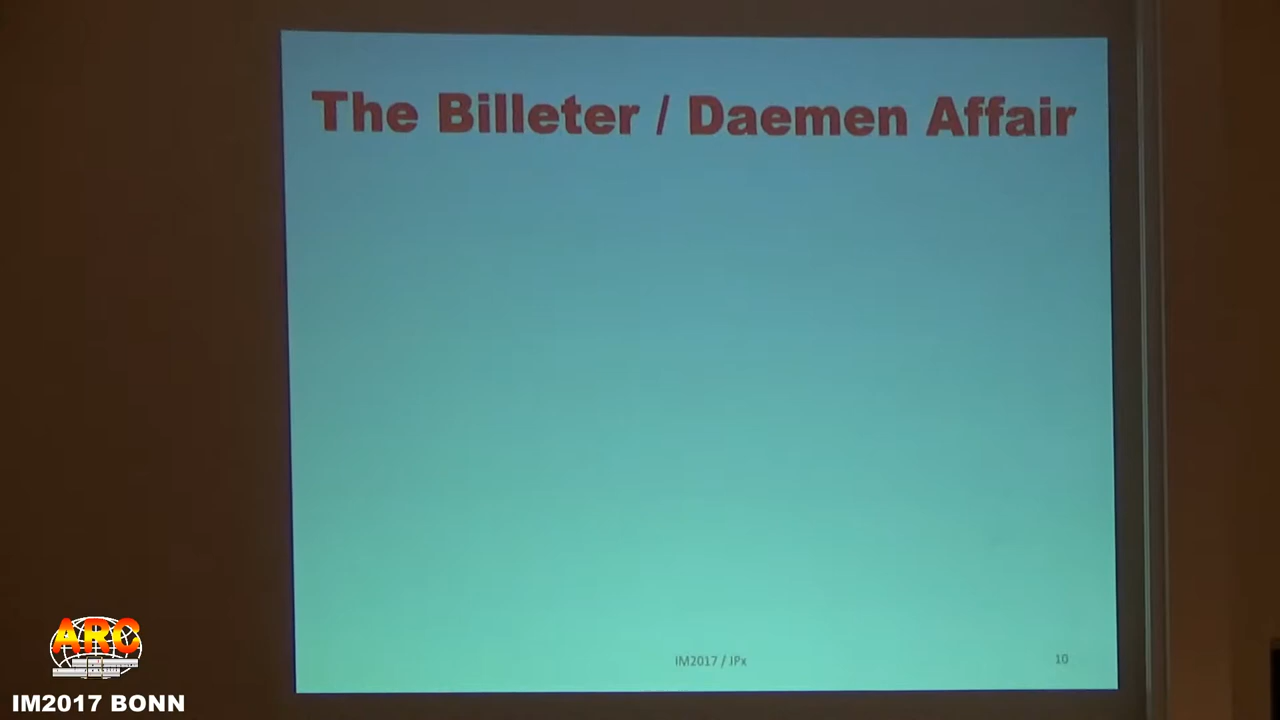 The Billeter / Daemen Affair
IM2017 / JPx
10
ARC
IM2017 BONN